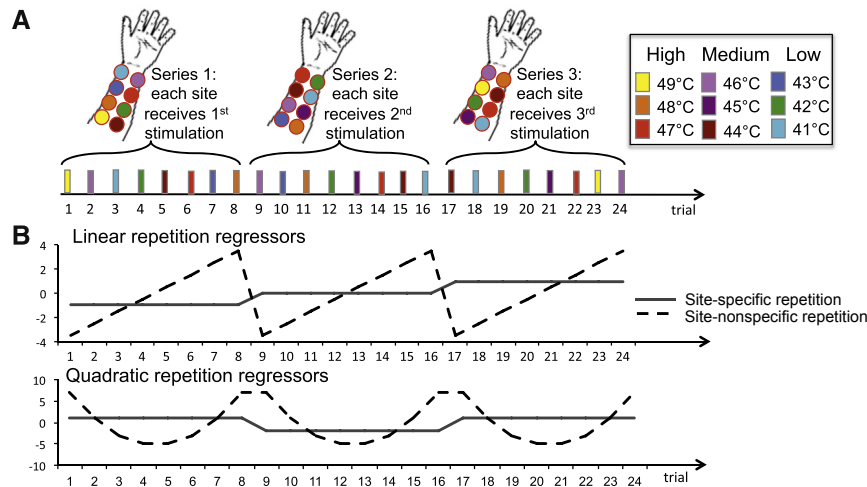 A
Series 1:
each site
receives 1st
stimulation
Series 2:
each site
receives 2nd
stimulation
Series 3:
each site
receives 3rd
stimulation
High Medium Low
49°C 46°C 43°C
48°C 45°C 42°C
47°C 44°C 41°C
1 2 3 4 5 6 7 8 9 10 11 12 13 14 15 16 17 18 19 20 21 22 23 24
trial
B
Linear repetition regressors
4
2
0
-2
-4
1 2 3 4 5 6 7 8 9 10 11 12 13 14 15 16 17 18 19 20 21 22 23 24
Site-specific repetition
Site-nonspecific repetition
Quadratic repetition regressors
10
5
0
-5
-10
1 2 3 4 5 6 7 8 9 10 11 12 13 14 15 16 17 18 19 20 21 22 23 24
trial